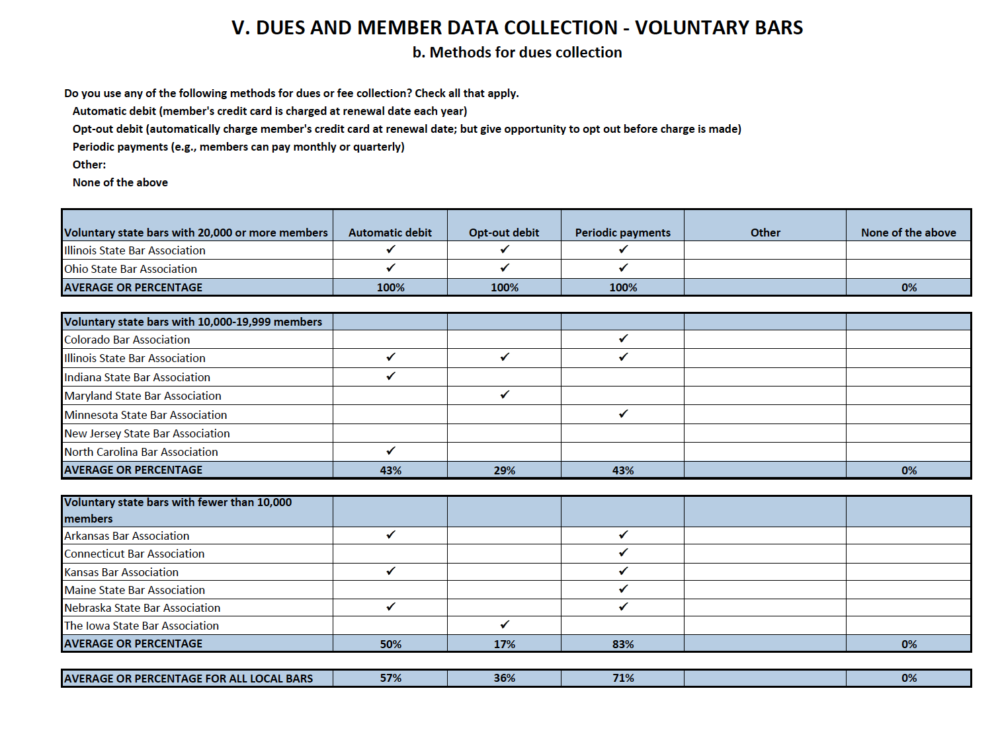 V. DUES AND MEMBER DATA COLLECTION - VOLUNTARY BARS
b. Methods for dues collection
Do you use any of the following methods for dues or fee collection? Check all that apply.
Automatic debit (member's credit card is charged at renewal date each year)
Opt-out debit (automatically charge member's credit card at renewal date; but give opportunity to opt out before charge is made)
Periodic payments (e.g., members can pay monthly or quarterly)
Other:
None of the above
Voluntary state bars with 20,000 or more members Automatic debit Opt-out debit Periodic payments Other None of the above
Illinois State Bar Association ✓ ✓ ✓
Ohio State Bar Association ✓ ✓ ✓
AVERAGE OR PERCENTAGE 100% 100% 100% 0%
Voluntary state bars with 10,000-19,999 members
Colorado Bar Association ✓
Illinois State Bar Association ✓ ✓ ✓
Indiana State Bar Association ✓
Maryland State Bar Association ✓
Minnesota State Bar Association ✓
New Jersey State Bar Association
North Carolina Bar Association ✓
AVERAGE OR PERCENTAGE 43% 29% 43% 0%
Voluntary state bars with fewer than 10,000
members
Arkansas Bar Association ✓ ✓
Connecticut Bar Association ✓
Kansas Bar Association ✓ ✓
Maine State Bar Association ✓
Nebraska State Bar Association ✓ ✓
The Iowa State Bar Association ✓
AVERAGE OR PERCENTAGE 50% 17% 83% 0%
AVERAGE OR PERCENTAGE FOR ALL LOCAL BARS 57% 36% 71% 0%